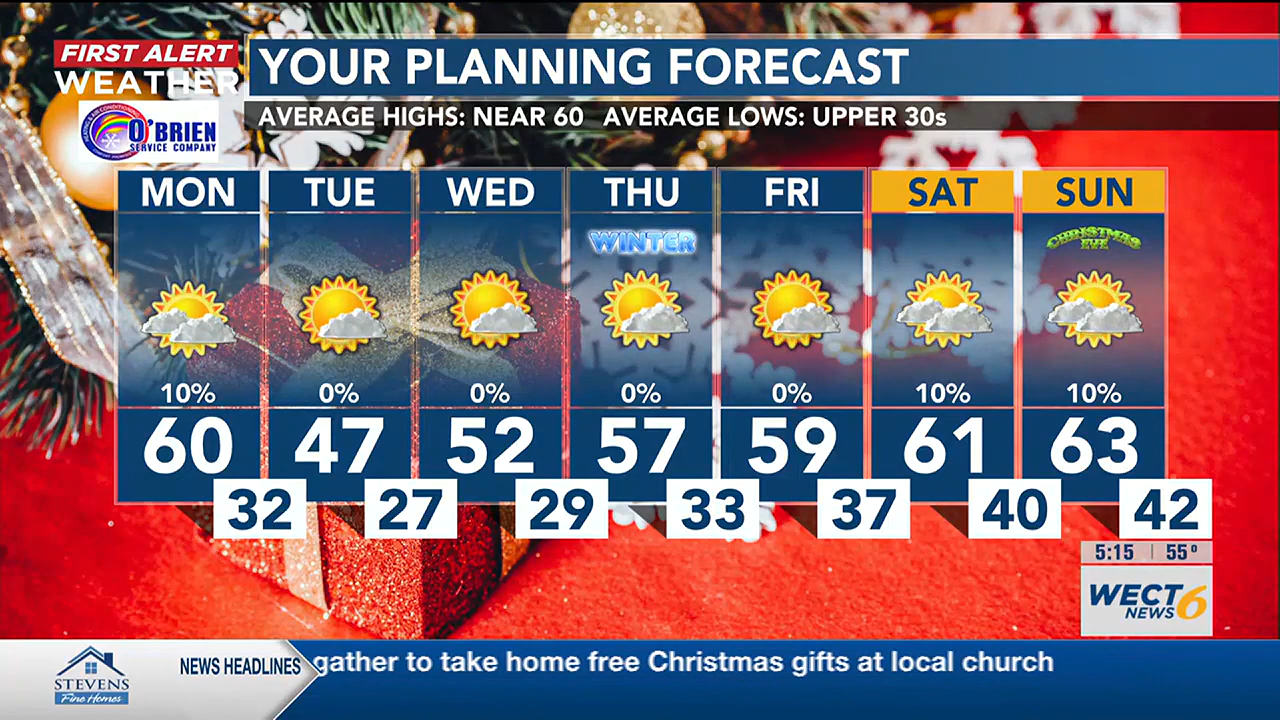 FIRST ALERT
WEATHER
O'BRIEN
SERVICE COMPANY
YOUR PLANNING FORECAST
AVERAGE HIGHS: NEAR 60 AVERAGE LOWS: UPPER 30s
MON TUE WED THU FRI SAT SUN
WINTER CHRISTMAS
EVE
10% 0% 0% 0% 0% 10% 10%
60 47 52 57 59 61 63
32 27 29 33 37 40 42
5:15 55°
WECT6
NEWS
STEVENS
Fine Homes
NEWS HEADLINES gather to take home free Christmas gifts at local church